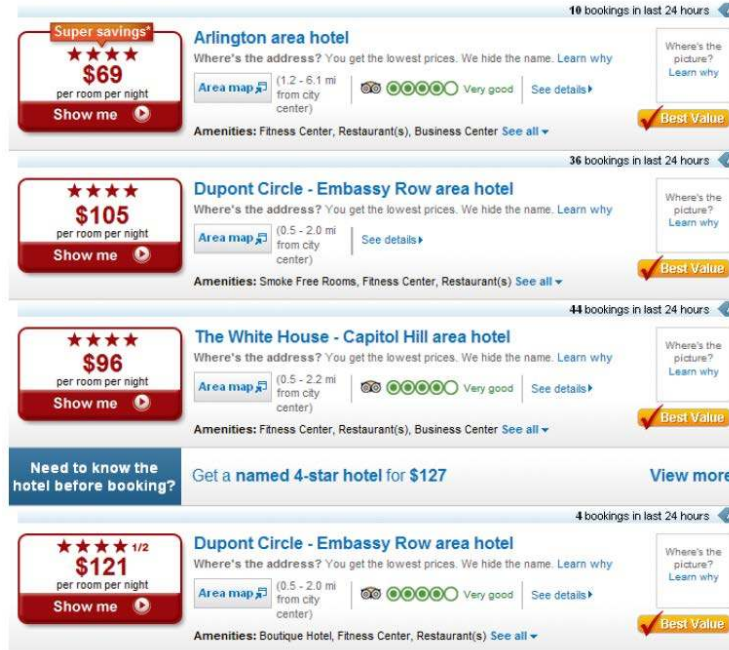 10 bookings in last 24 hours
Super savings*
$69
per room per night
Show me
Arlington area hotel
Where's the address? You get the lowest prices. We hide the name. Learn why
Area map
(1.2 - 6.1 mi
from city
center)
Very good
See details
Amenities: Fitness Center, Restaurant(s), Business Center See all
Where's the
picture?
Learn why
Best Value
36 bookings in last 24 hours
$105
per room per night
Show me
Dupont Circle - Embassy Row area hotel
Where's the address? You get the lowest prices. We hide the name. Learn why
Area map
(0.5 - 2.0 mi
from city
center)
See details
Amenities: Smoke Free Rooms, Fitness Center, Restaurant(s) See all
Where's the
picture?
Learn why
Best Value
44 bookings in last 24 hours
$96
per room per night
Show me
The White House - Capitol Hill area hotel
Where's the address? You get the lowest prices. We hide the name. Learn why
Area map
(0.5 - 2.2 mi
from city
center)
Very good
See details
Amenities: Fitness Center, Restaurant(s), Business Center See all
Where's the
picture?
Learn why
Best Value
Need to know the
hotel before booking?
Get a named 4-star hotel for $127
View more
4 bookings in last 24 hours
1/2
$121
per room per night
Show me
Dupont Circle - Embassy Row area hotel
Where's the address? You get the lowest prices. We hide the name. Learn why
Area map
(0.5 - 2.0 mi
from city
center)
Very good
See details
Amenities: Boutique Hotel, Fitness Center, Restaurant(s) See all
Where's the
picture?
Learn why
Best Value